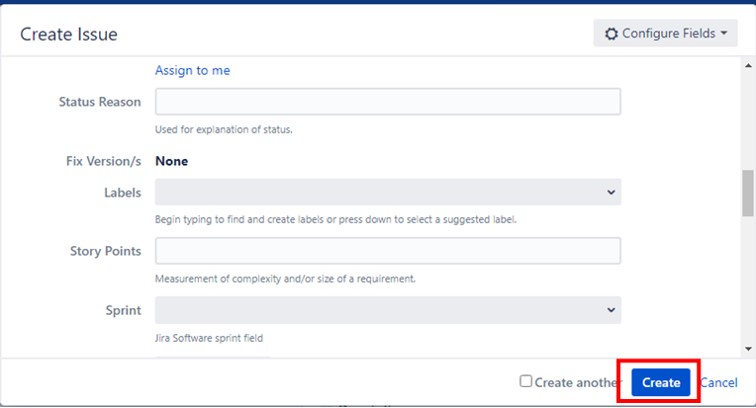 Create Issue
Configure Fields
Assign to me
Status Reason
Used for explanation of status.
Fix Version/s None
Labels
Begin typing to find and create labels or press down to select a suggested label.
Story Points
Measurement of complexity and/or size of a requirement.
Sprint
Jira Software sprint field
Create another Create Cancel